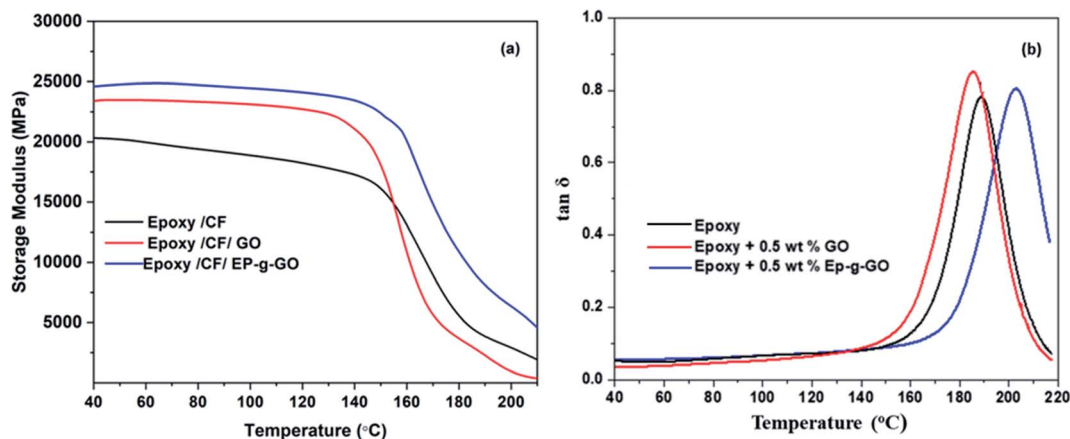 30000
25000
20000
15000
10000
5000
Storage Modulus (MPa)
(a)
Epoxy /CF
Epoxy /CF/ GO
Epoxy /CF/ EP-g-GO
40 60 80 100 120 140 160 180 200
Temperature (°C)
1.0
0.8
0.6
0.4
0.2
0.0
tan δ
(b)
Epoxy
Epoxy + 0.5 wt % GO
Epoxy + 0.5 wt % Ep-g-GO
40 60 80 100 120 140 160 180 200 220
Temperature (°C)